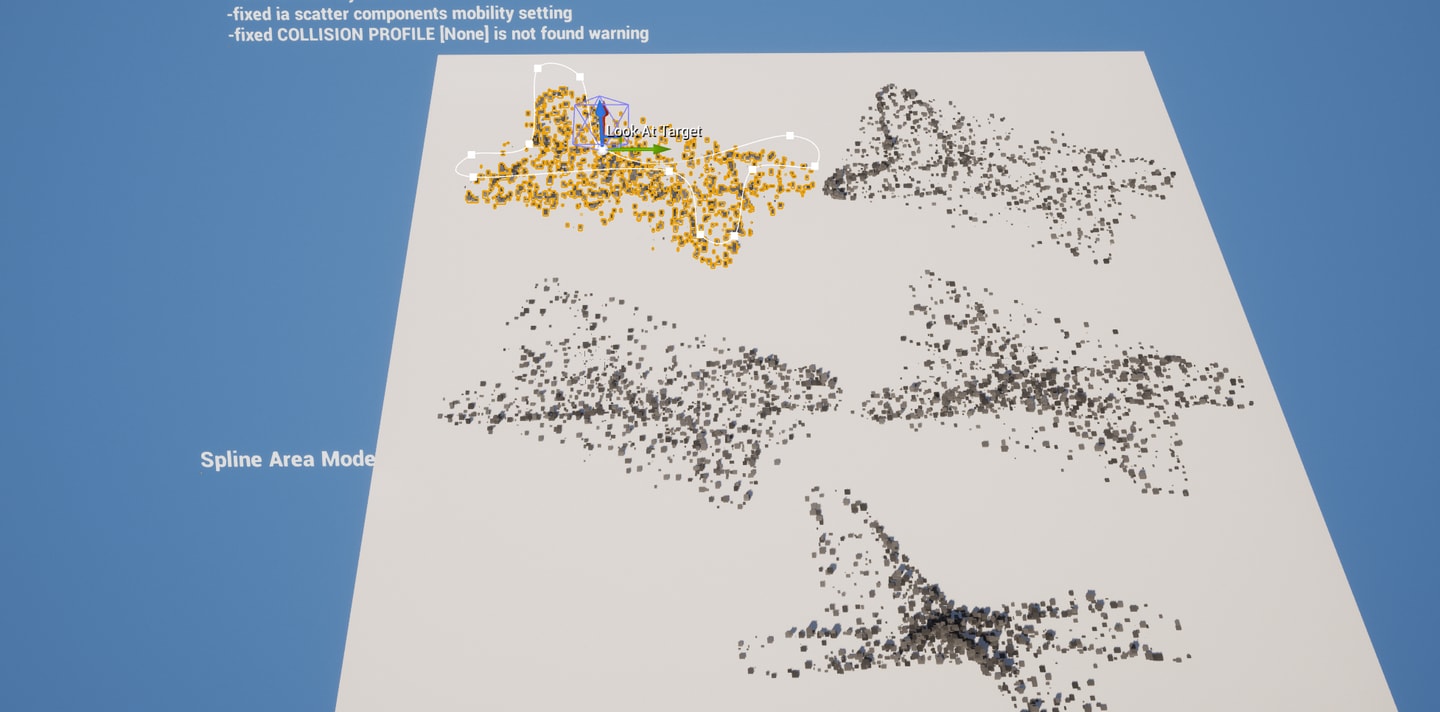 -fixed ia scatter components mobility setting
-fixed COLLISION PROFILE [None] is not found warning
Look At Target
Spline Area Mode